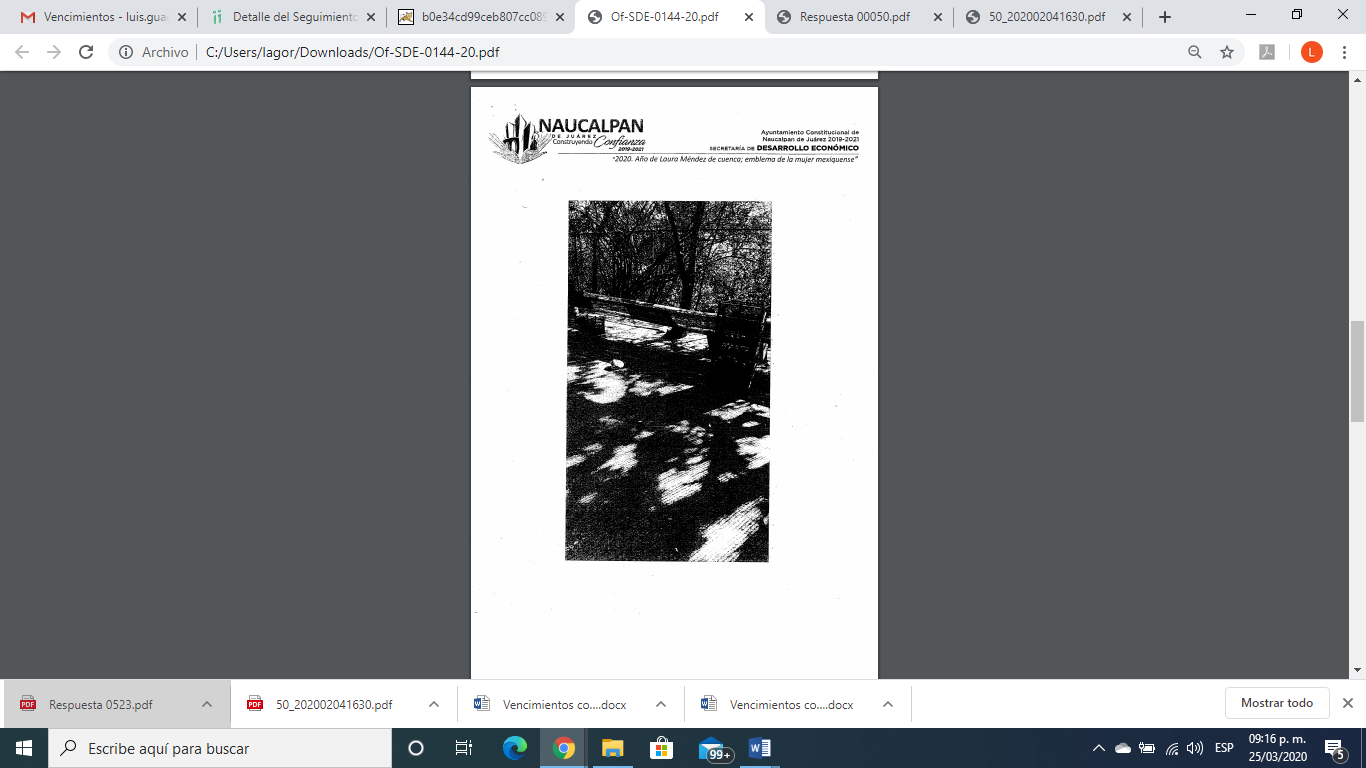 Vencimientos - luis.gua
Detalle del Seguimiento
b0e34cd99ceb807cc089
Of-SDE-0144-20.pdf
Respuesta 00050.pdf
50_202002041630.pdf
Archivo
C:/Users/lagor/Downloads/Of-SDE-0144-20.pdf
L
NAUCALPAN
DE JUÁREZ
Construyendo Confianza
2019-2021
Ayuntamiento Constitucional de
Naucalpan de Juárez 2019-2021
SECRETARÍA DE DESARROLLO ECONÓMICO
"2020. Año de Laura Méndez de cuenca; emblema de la mujer mexiquense"
Respuesta 0523.pdf
50_202002041630.pdf
Vencimientos co....docx
Vencimientos co....docx
Mostrar todo
Escribe aquí para buscar
99+
ESP
09:16 p. m.
25/03/2020
5